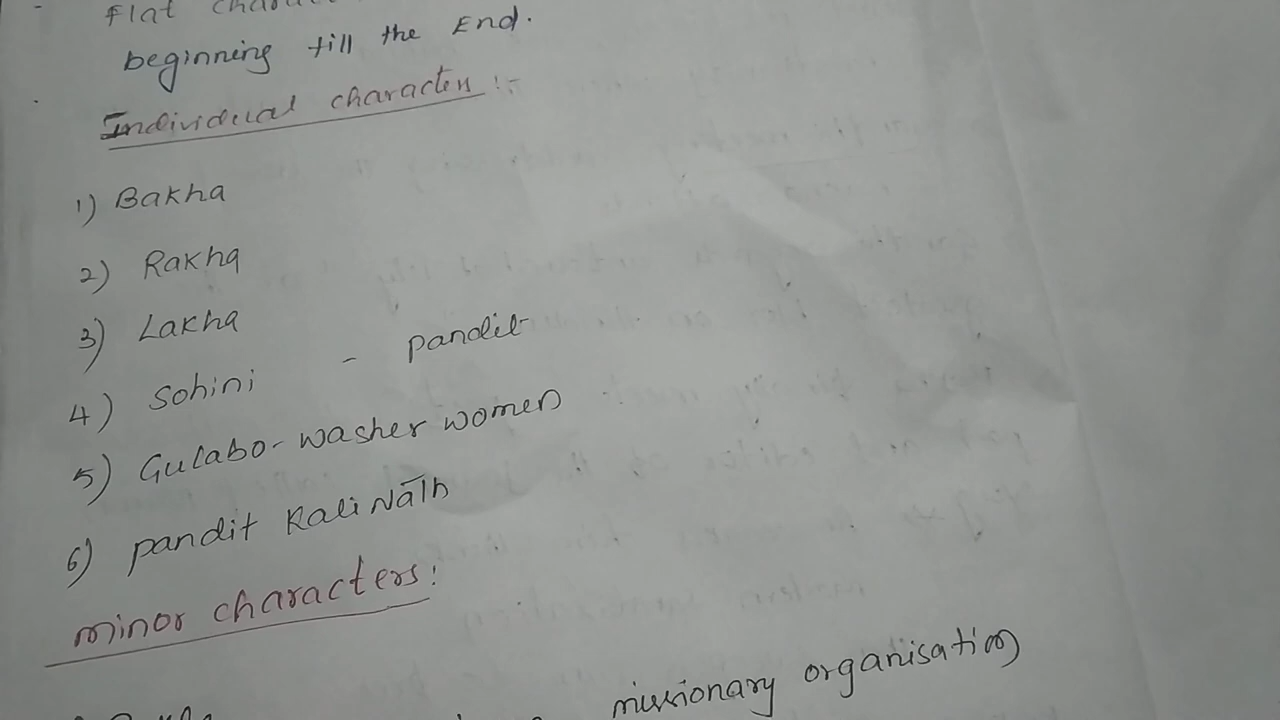 Flat
beginning till the End.
Individual characters :-
1) Bakha
2) Rakha
3) Lakha
4) Sohini - pandit
5) Gulabo- washer women
6) pandit Kali Nath
minor characters:
missionary organisation